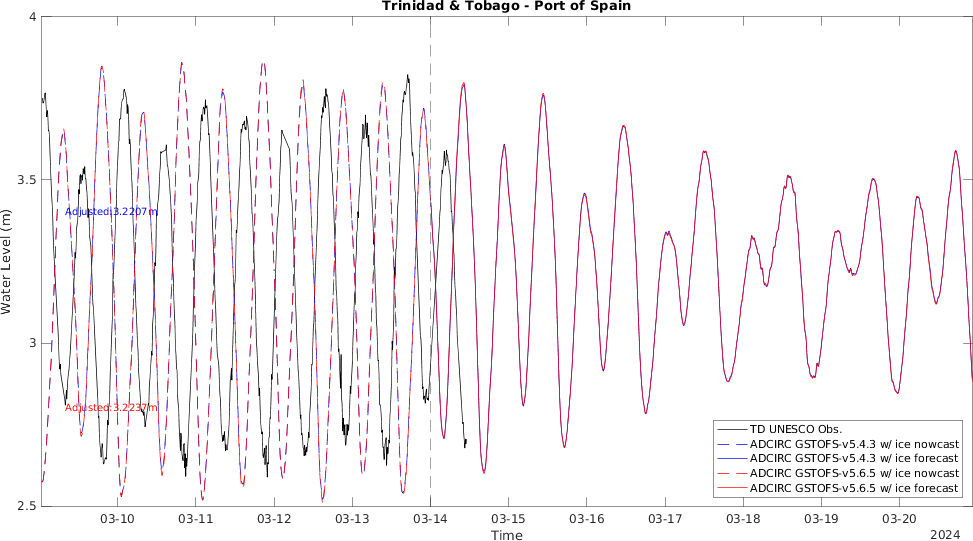 Trinidad & Tobago - Port of Spain
4
3.5
3
2.5
Water Level (m)
Adjusted:3.2207m
Adjusted:3.2237m
TD UNESCO Obs.
ADCIRC GSTOFS-v5.4.3 w/ ice nowcast
ADCIRC GSTOFS-v5.4.3 w/ ice forecast
ADCIRC GSTOFS-v5.6.5 w/ ice nowcast
ADCIRC GSTOFS-v5.6.5 w/ ice forecast
03-10 03-11 03-12 03-13 03-14 03-15 03-16 03-17 03-18 03-19 03-20
Time
2024